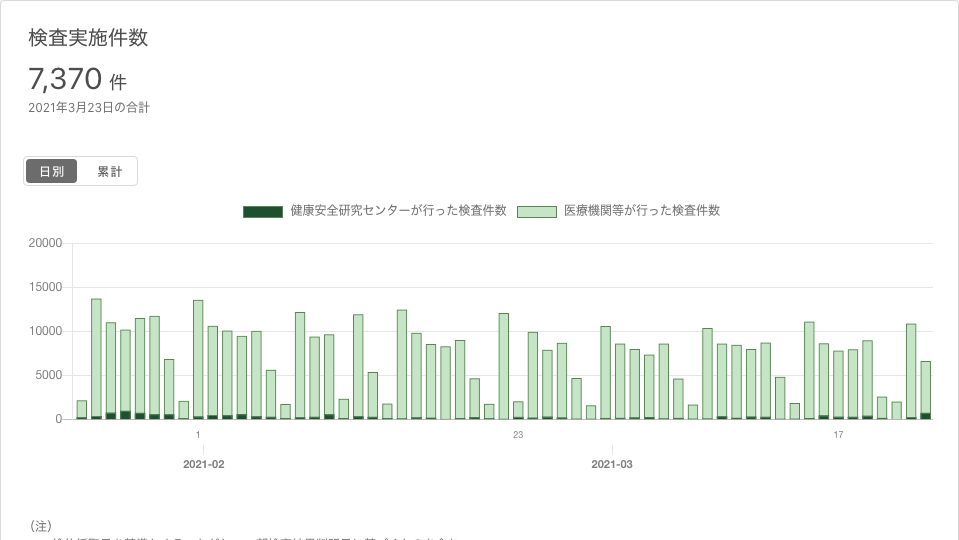 検査実施件数
7,370 件
2021年3月23日の合計
日別 累計
健康安全研究センターが行った検査件数 医療機関等が行った検査件数
20000
15000
10000
5000
0
1 23 17
2021-02 2021-03
（注）